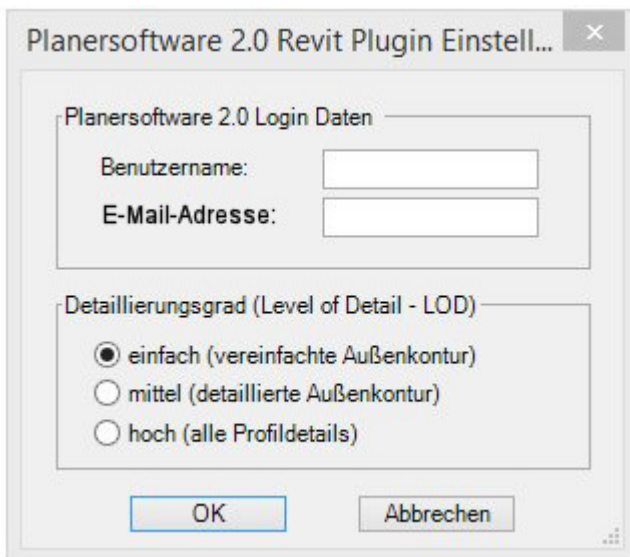 Planersoftware 2.0 Revit Plugin Einstell...
Planersoftware 2.0 Login Daten
Benutzername:
E-Mail-Adresse:
Detaillierungsgrad (Level of Detail - LOD)
einfach (vereinfachte Außenkontur)
mittel (detaillierte Außenkontur)
hoch (alle Profildetails)
OK Abbrechen